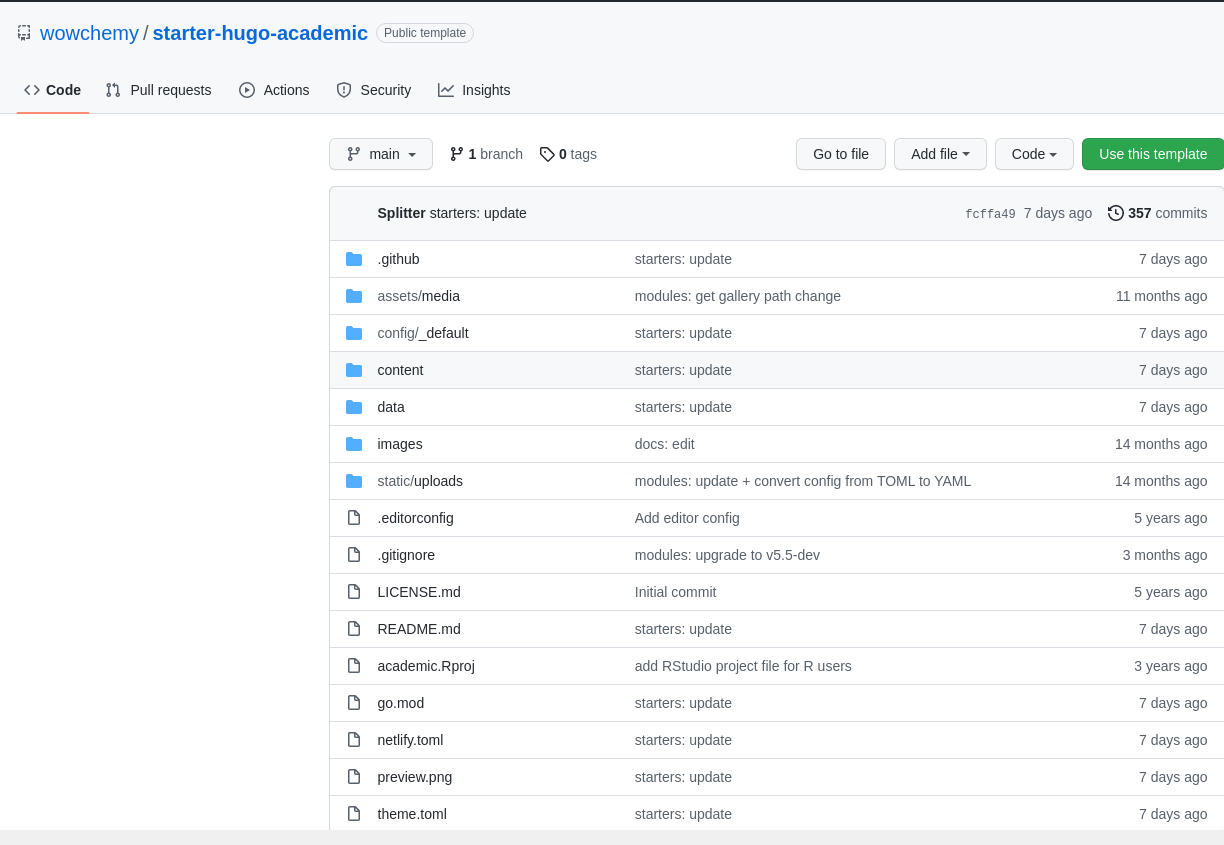 wowchemy / starter-hugo-academic Public template
Code Pull requests Actions Security Insights
main 1 branch 0 tags Go to file Add file Code Use this template
Splitter starters: update fcffa49 7 days ago 357 commits
.github starters: update 7 days ago
assets/media modules: get gallery path change 11 months ago
config/_default starters: update 7 days ago
content starters: update 7 days ago
data starters: update 7 days ago
images docs: edit 14 months ago
static/uploads modules: update + convert config from TOML to YAML 14 months ago
.editorconfig Add editor config 5 years ago
.gitignore modules: upgrade to v5.5-dev 3 months ago
LICENSE.md Initial commit 5 years ago
README.md starters: update 7 days ago
academic.Rproj add RStudio project file for R users 3 years ago
go.mod starters: update 7 days ago
netlify.toml starters: update 7 days ago
preview.png starters: update 7 days ago
theme.toml starters: update 7 days ago